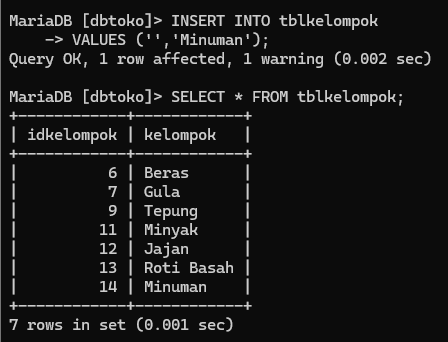 MariaDB [dbtoko]> INSERT INTO tblkelompok
    -> VALUES ('','Minuman');
Query OK, 1 row affected, 1 warning (0.002 sec)

MariaDB [dbtoko]> SELECT * FROM tblkelompok;
+------------+------------+
| idkelompok | kelompok   |
+------------+------------+
|          6 | Beras      |
|          7 | Gula       |
|          9 | Tepung     |
|         11 | Minyak     |
|         12 | Jajan      |
|         13 | Roti Basah |
|         14 | Minuman    |
+------------+------------+
7 rows in set (0.001 sec)